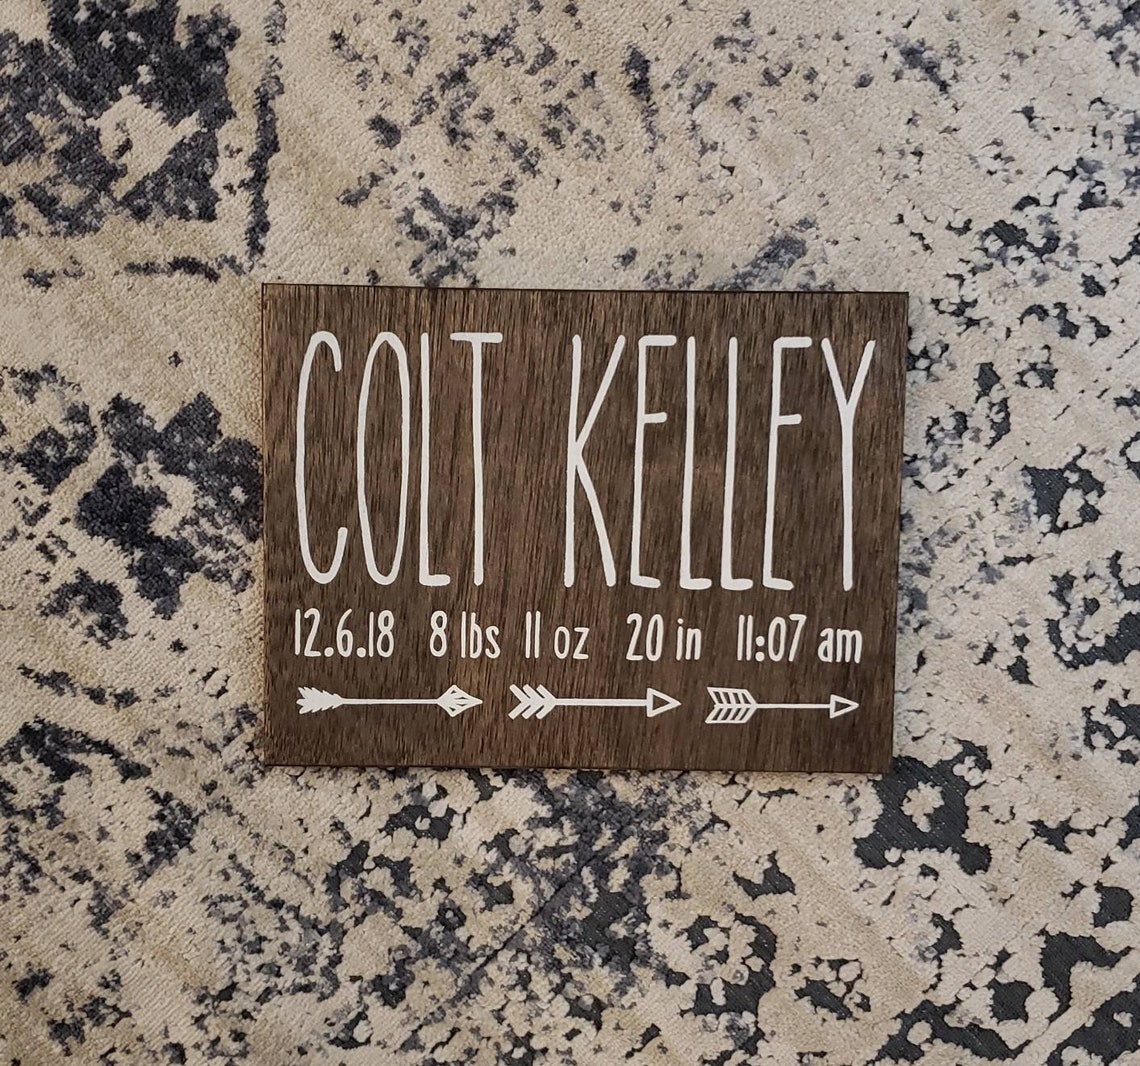 COLT KELLEY
12.6.18 8 lbs 11 oz 20 in 11:07 am